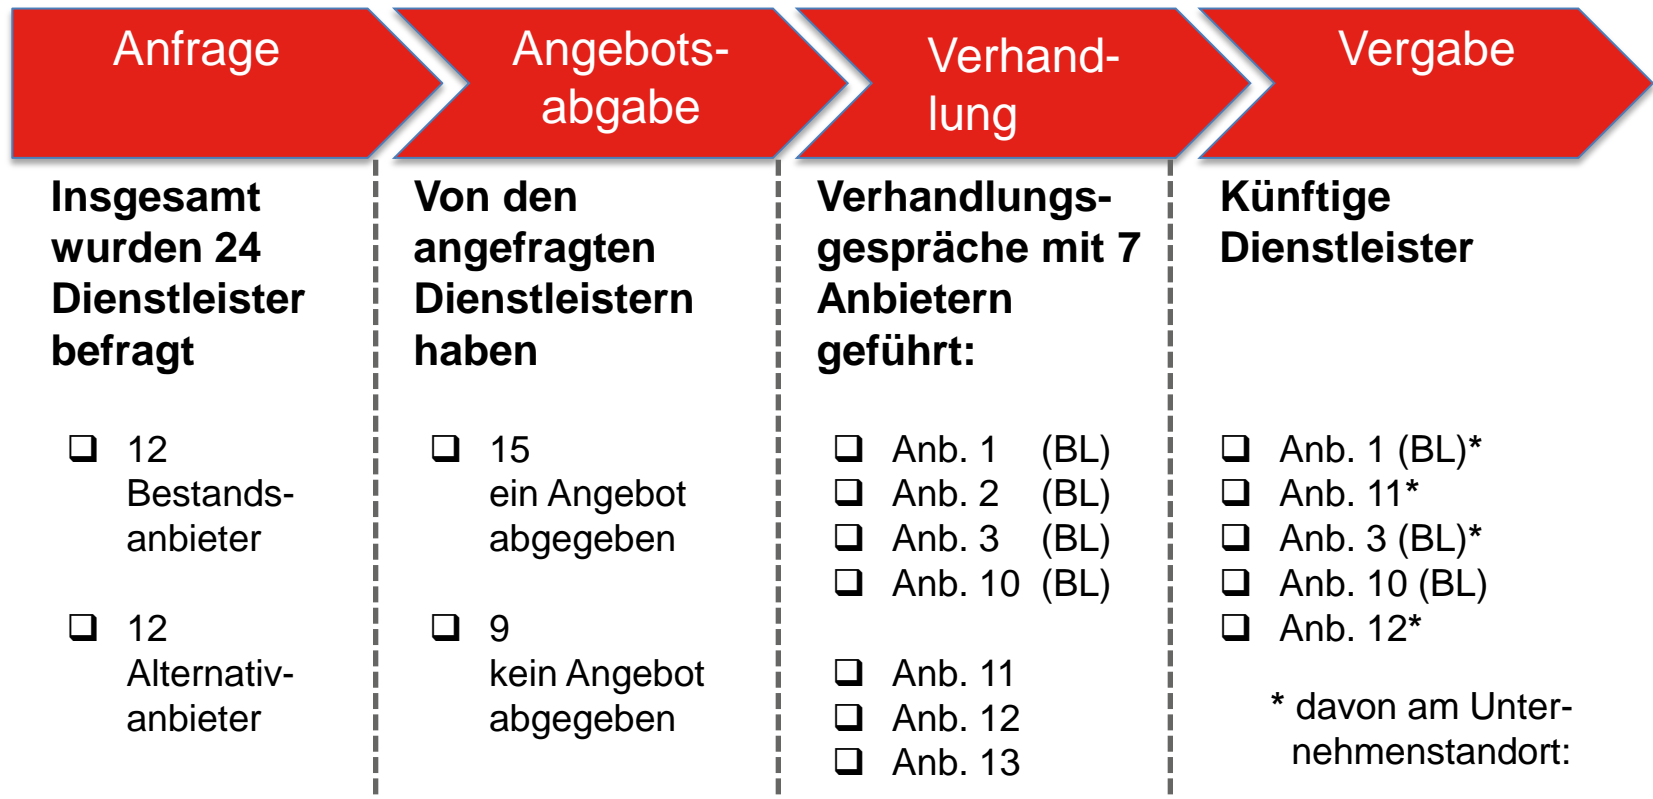 Anfrage
Angebots-
abgabe
Verhand-
lung
Vergabe
Insgesamt
wurden 24
Dienstleister
befragt
12
Bestands-
anbieter
12
Alternativ-
anbieter
Von den
angefragten
Dienstleistern
haben
15
ein Angebot
abgegeben
9
kein Angebot
abgegeben
Verhandlungs-
gespräche mit 7
Anbietern
geführt:
Anb. 1 (BL)
Anb. 2 (BL)
Anb. 3 (BL)
Anb. 10 (BL)
Anb. 11
Anb. 12
Anb. 13
Künftige
Dienstleister
Anb. 1 (BL)*
Anb. 11*
Anb. 3 (BL)*
Anb. 10 (BL)
Anb. 12*
* davon am Unter-
nehmenstandort: